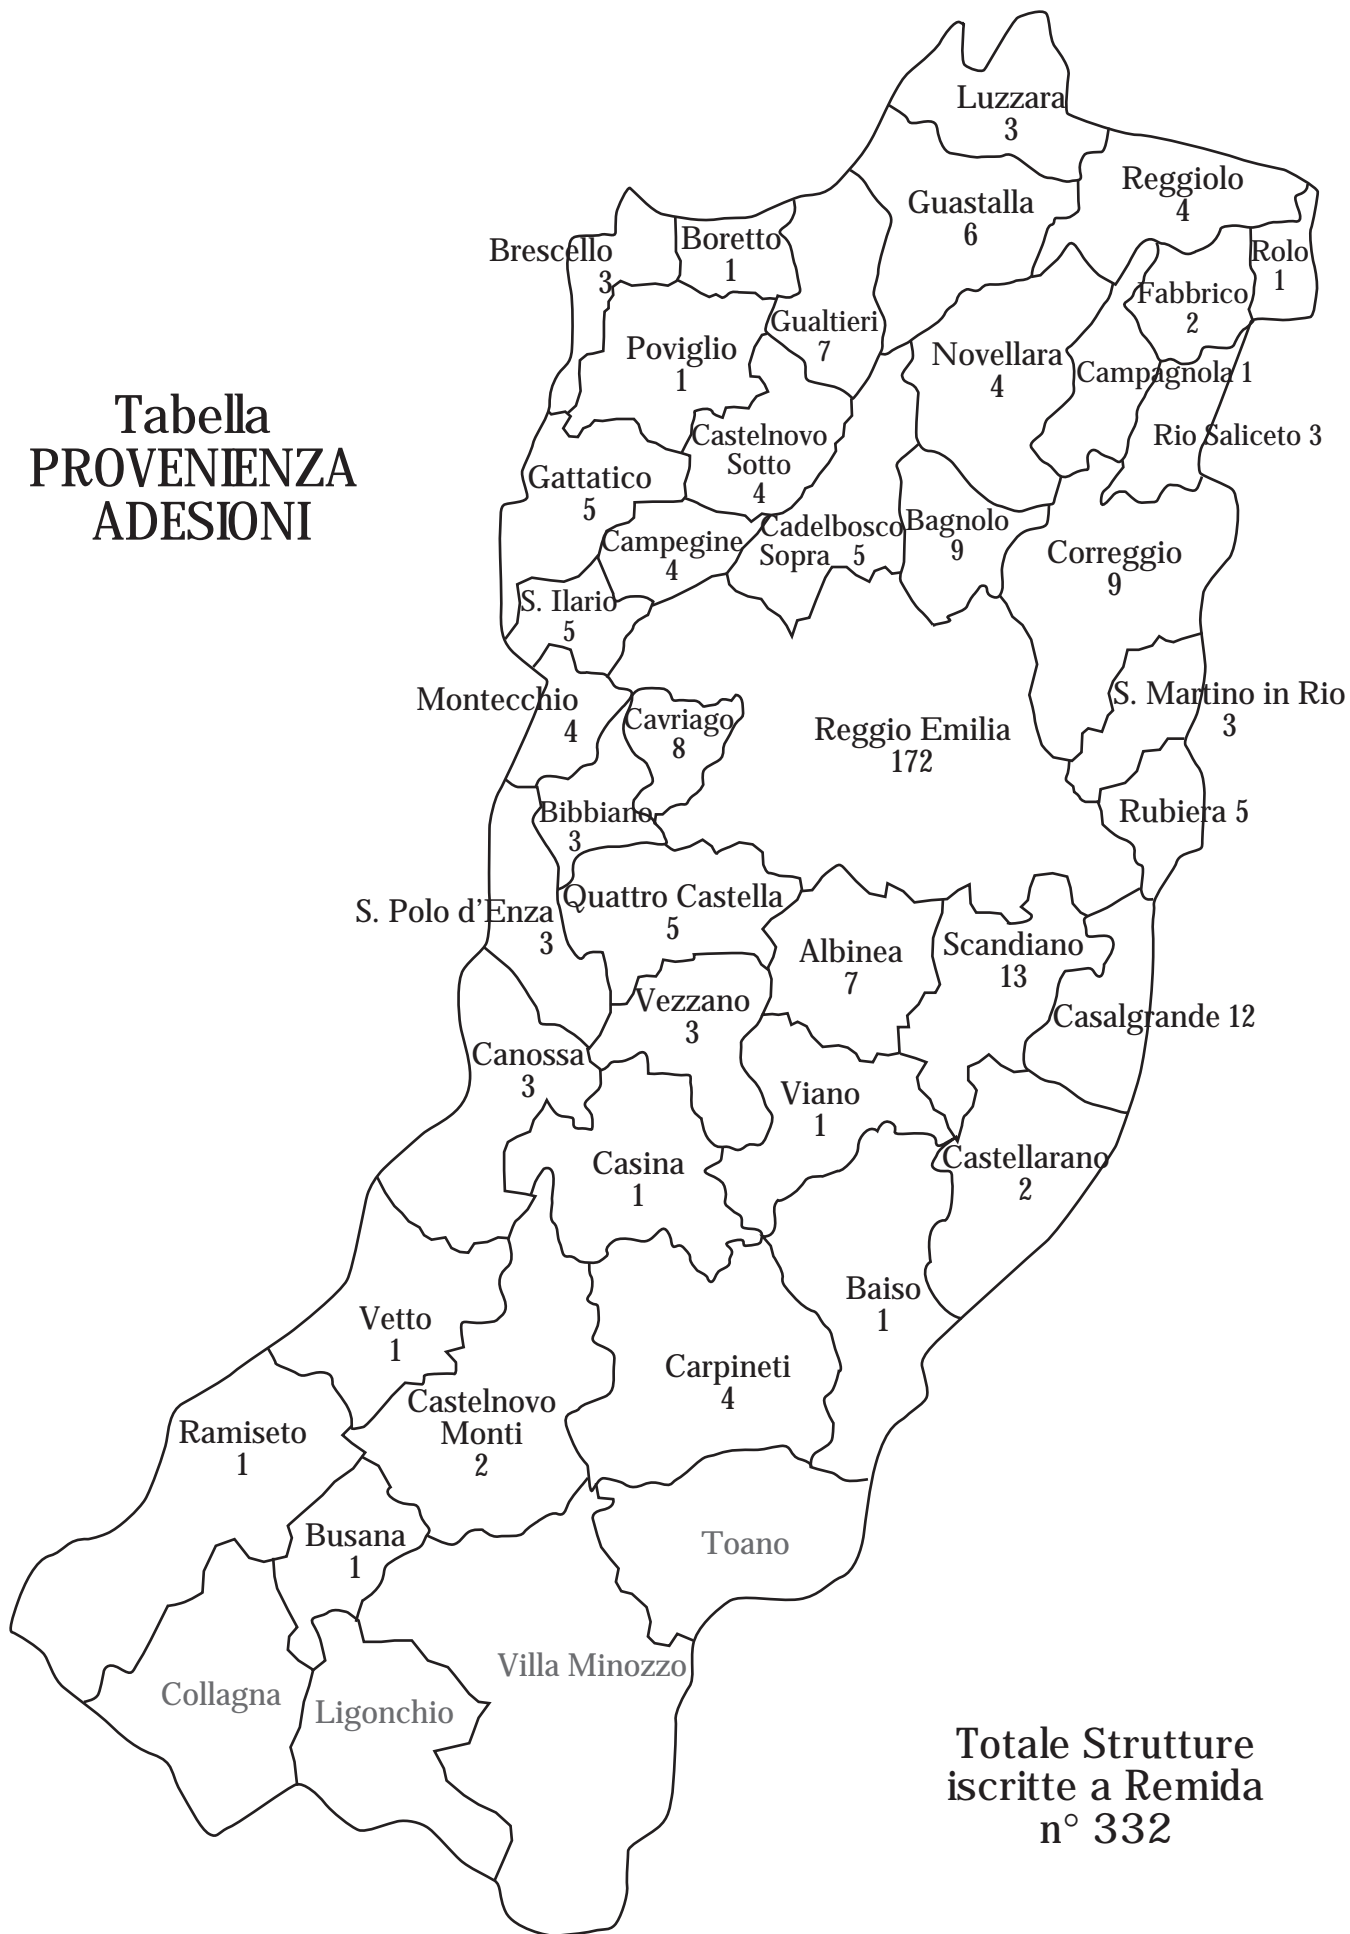 Luzzara
3
Reggiolo
4
Guastalla
6
Brescello
3
Boretto
1
Rolo
1
Fabbrico
2
Gualtieri
7
Poviglio
1
Novellara
4
Campagnola 1
Tabella
PROVENIENZA
ADESIONI
Castelnovo
Sotto
4
Rio Saliceto 3
Gattatico
5
Campegine
4
Cadelbosco
Sopra 5
Bagnolo
9
Correggio
9
S. Ilario
5
Montecchio
4
Cavriago
8
Reggio Emilia
172
S. Martino in Rio
3
Bibbiano
3
Rubiera 5
S. Polo d'Enza
3
Quattro Castella
5
Albinea
7
Scandiano
13
Vezzano
3
Casalgrande 12
Canossa
3
Viano
1
Casina
1
Castellarano
2
Baiso
1
Vetto
1
Carpineti
4
Castelnovo
Monti
2
Ramiseto
1
Busana
1
Toano
Villa Minozzo
Collagna
Ligonchio
Totale Strutture
iscritte a Remida
n° 332